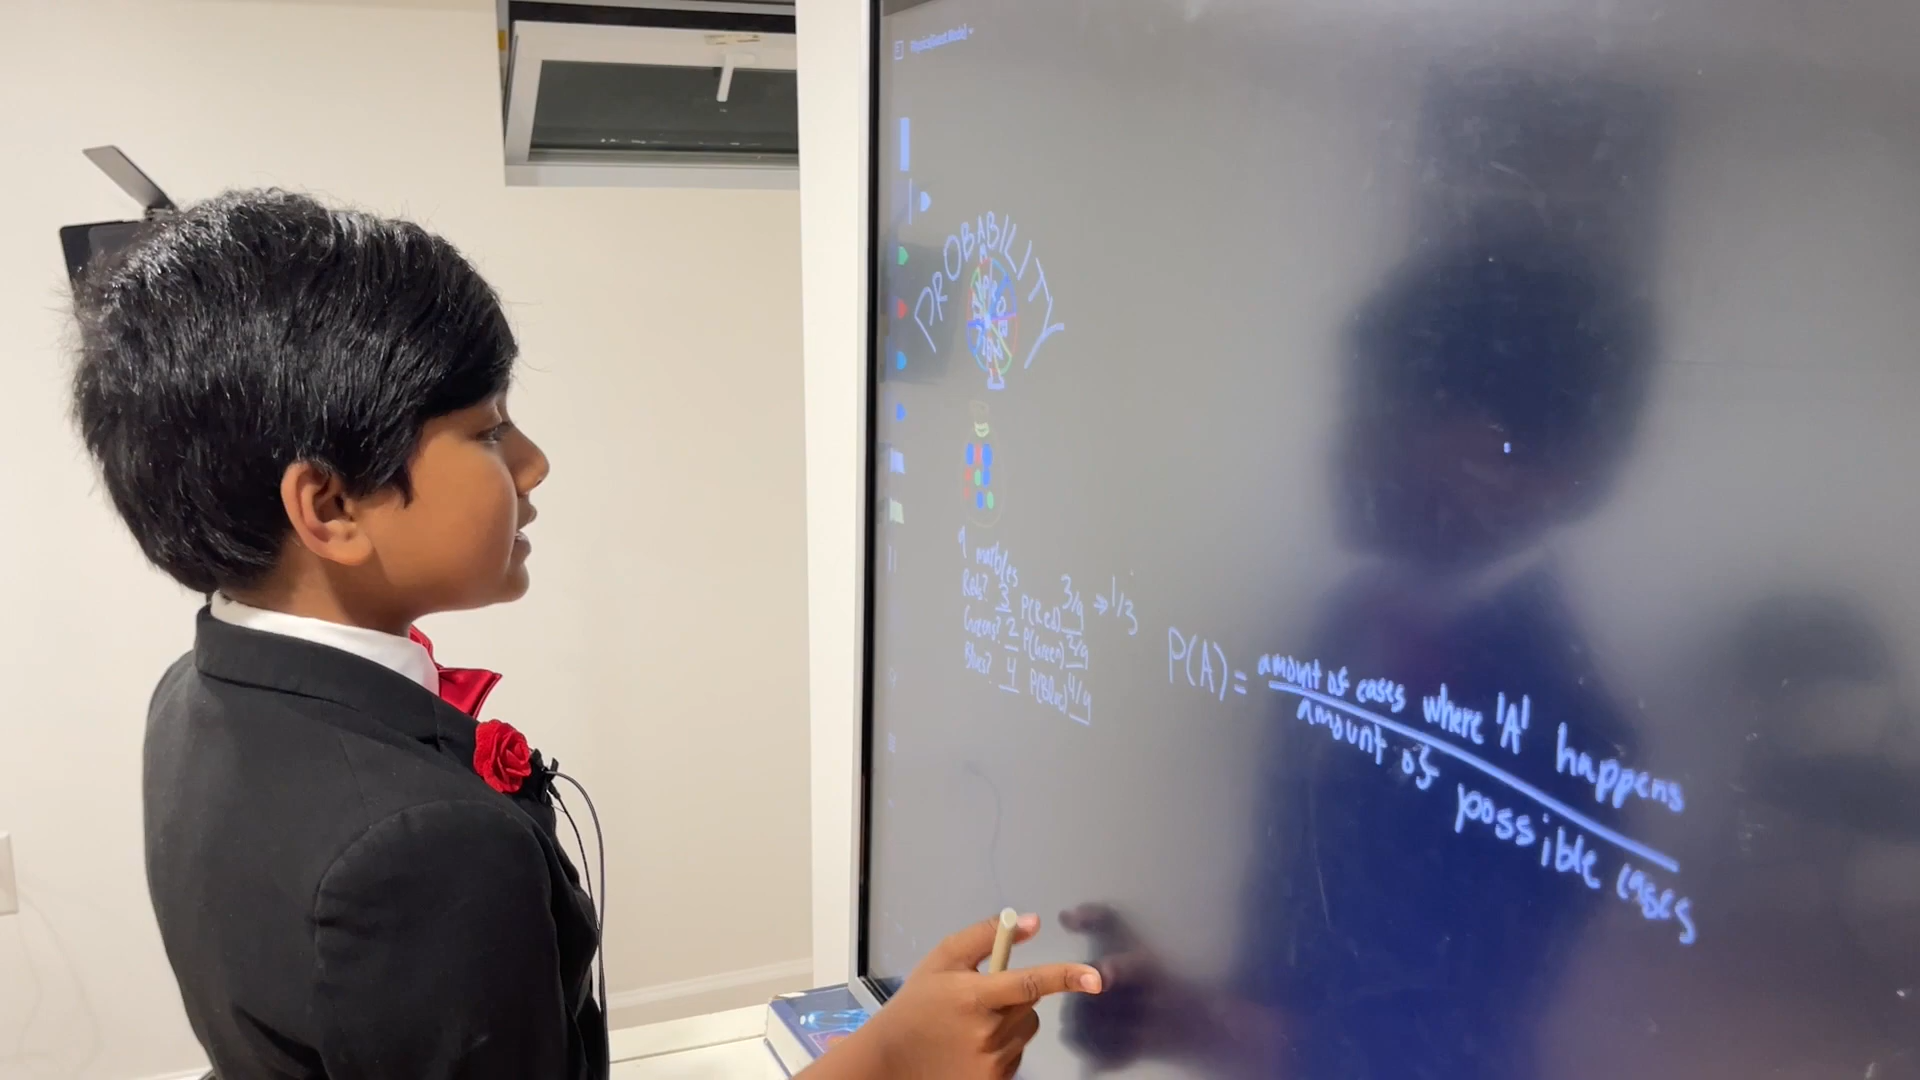 PROBABILITY
9 marbles
Reds? 3 P(Red) 3/9 ⇒ 1/3
Greens? 2 P(Green) 2/9
Blues? 4 P(Blue) 4/9
P(A) = amount of cases where 'A' happens
amount of possible cases